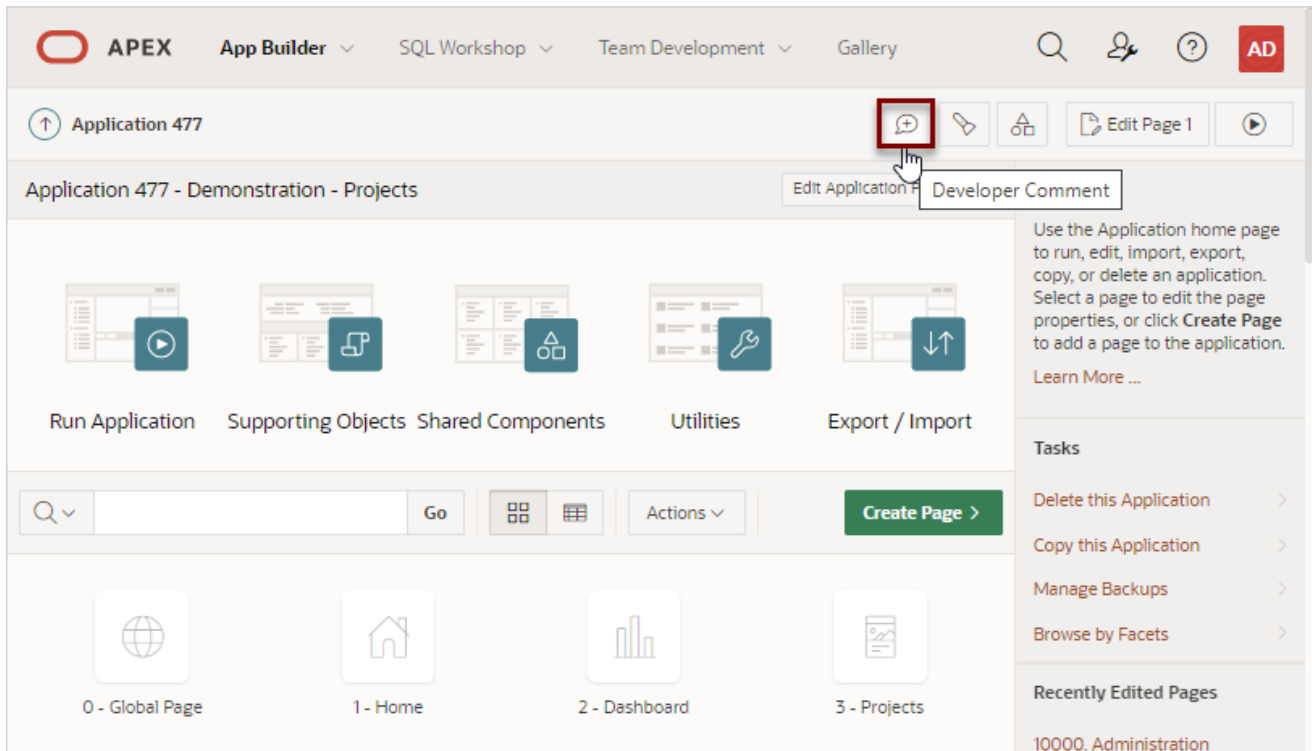 APEX App Builder SQL Workshop Team Development Gallery AD
Application 477 Edit Page 1
Application 477 - Demonstration - Projects Edit Application
Developer Comment
Use the Application home page
to run, edit, import, export,
copy, or delete an application.
Select a page to edit the page
properties, or click Create Page
to add a page to the application.
Learn More ...
Run Application Supporting Objects Shared Components Utilities Export / Import
Tasks
Delete this Application
Copy this Application
Manage Backups
Browse by Facets
Go Actions Create Page >
0 - Global Page 1 - Home 2 - Dashboard 3 - Projects
Recently Edited Pages
10000. Administration